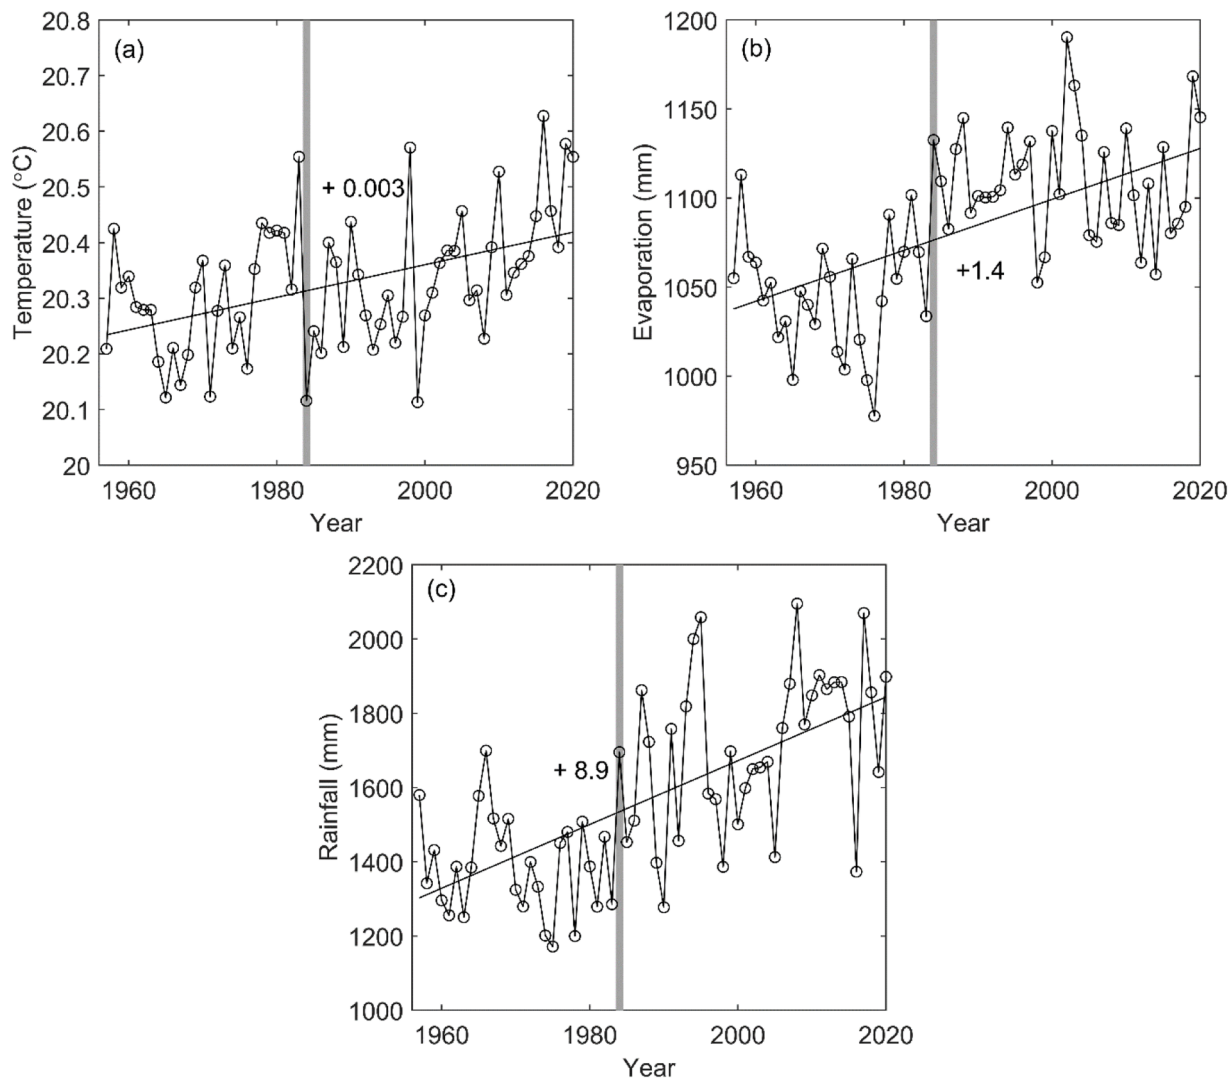 (a)
Temperature (°C)
20.8
20.7
20.6
20.5
20.4
20.3
20.2
20.1
20
+ 0.003
1960 1980 2000 2020
Year
(b)
Evaporation (mm)
1200
1150
1100
1050
1000
950
+1.4
1960 1980 2000 2020
Year
(c)
Rainfall (mm)
2200
2000
1800
1600
1400
1200
1000
+ 8.9
1960 1980 2000 2020
Year